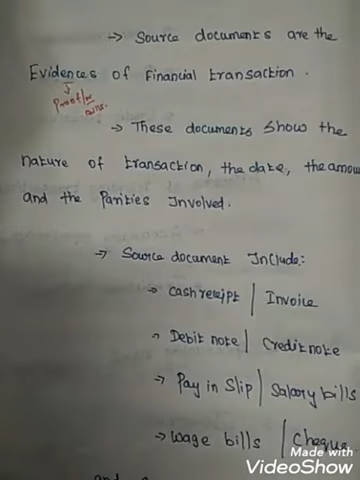 → Source documents are the
Evidences of Financial transaction.
Proof/or
→ These documents show the
nature of transaction, the date, the amou
and the Parities Involved.
→ Source document Include:
→ Cash receipt | Invoice
→ Debit note | Credit note
→ Pay in Slip | Salary bills
→ Wage bills | Cheque
Made with
VideoShow